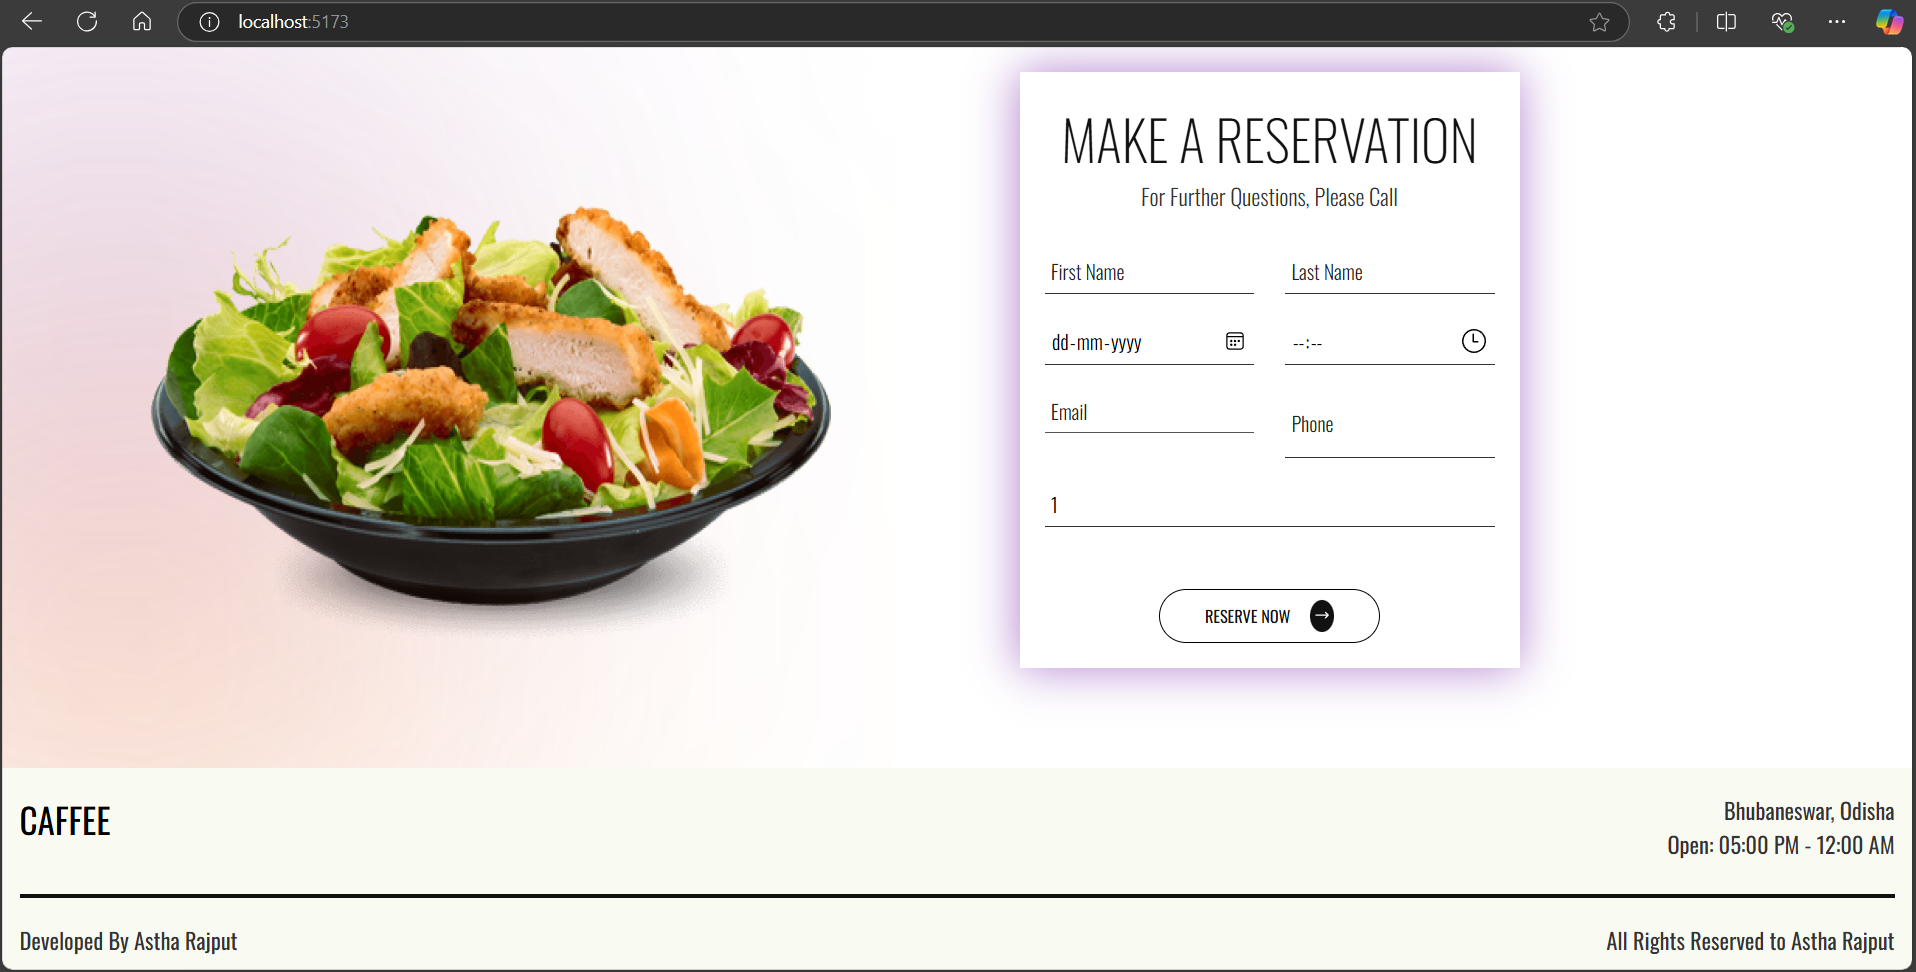 localhost:5173
MAKE A RESERVATION
For Further Questions, Please Call
First Name
Last Name
dd-mm-yyyy
--:--
Email
Phone
1
RESERVE NOW
CAFFEE
Bhubaneswar, Odisha
Open: 05:00 PM - 12:00 AM
Developed By Astha Rajput
All Rights Reserved to Astha Rajput